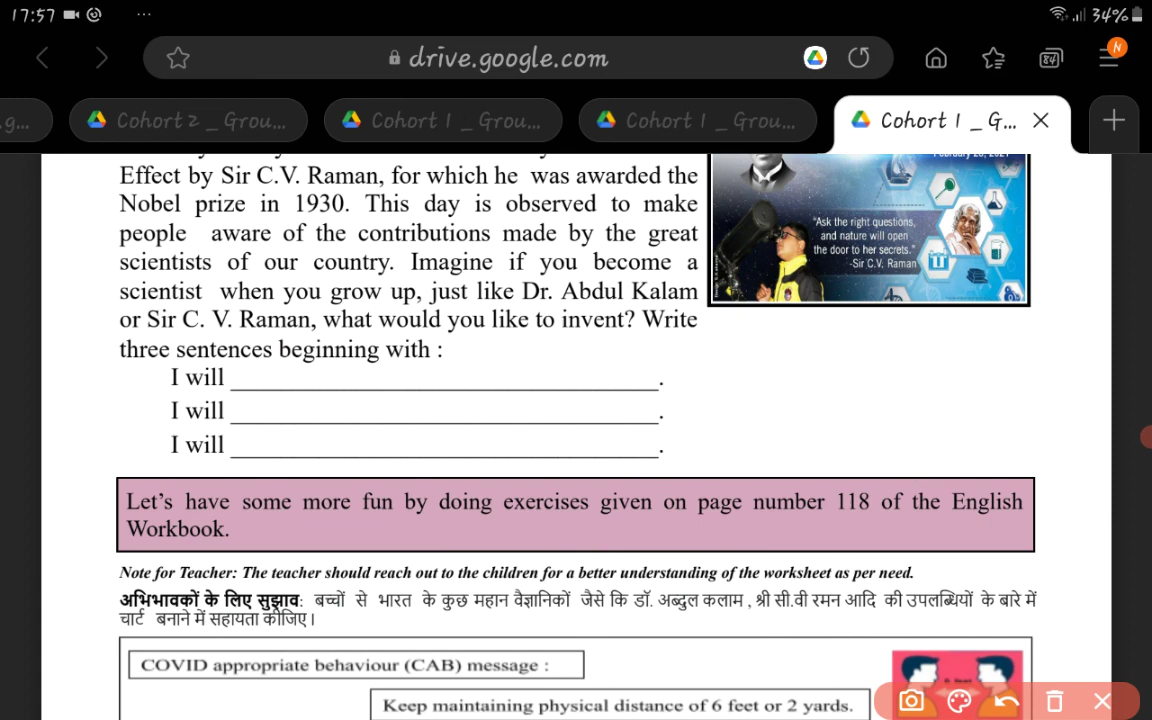 17:57 ... 34%
drive.google.com 84 N
.g... Cohort 2 _ Grou... Cohort 1 _ Grou... Cohort 1 _ Grou... Cohort 1 _ G...
Effect by Sir C.V. Raman, for which he was awarded the
Nobel prize in 1930. This day is observed to make
people awar of the contributions made by the great
scientists of our country. Imagine if you become a
scientist when you grow up, just like Dr. Abdul Kalam
or Sir C. V. Raman, what would you like to invent? Write
three sentences beginning with :
"Ask the right questions,
and nature will open
the door to her secrets."
-Sir C.V. Raman
I will ______________________________________.
I will ______________________________________.
I will ______________________________________.
Let’s have some more fun by doing exercises given on page number 118 of the English
Workbook.
Note for Teacher: The teacher should reach out to the children for a better understanding of the worksheet as per need.
अभिभावकों के लिए सुझाव: बच्चों से भारत के कुछ महान वैज्ञानिकों जैसे कि डॉ. अब्दुल कलाम , श्री सी.वी रमन आदि की उपलब्धियों के बारे में
चार्ट बनाने में सहायता कीजिए।
COVID appropriate behaviour (CAB) message :
Keep maintaining physical distance of 6 feet or 2 yards.